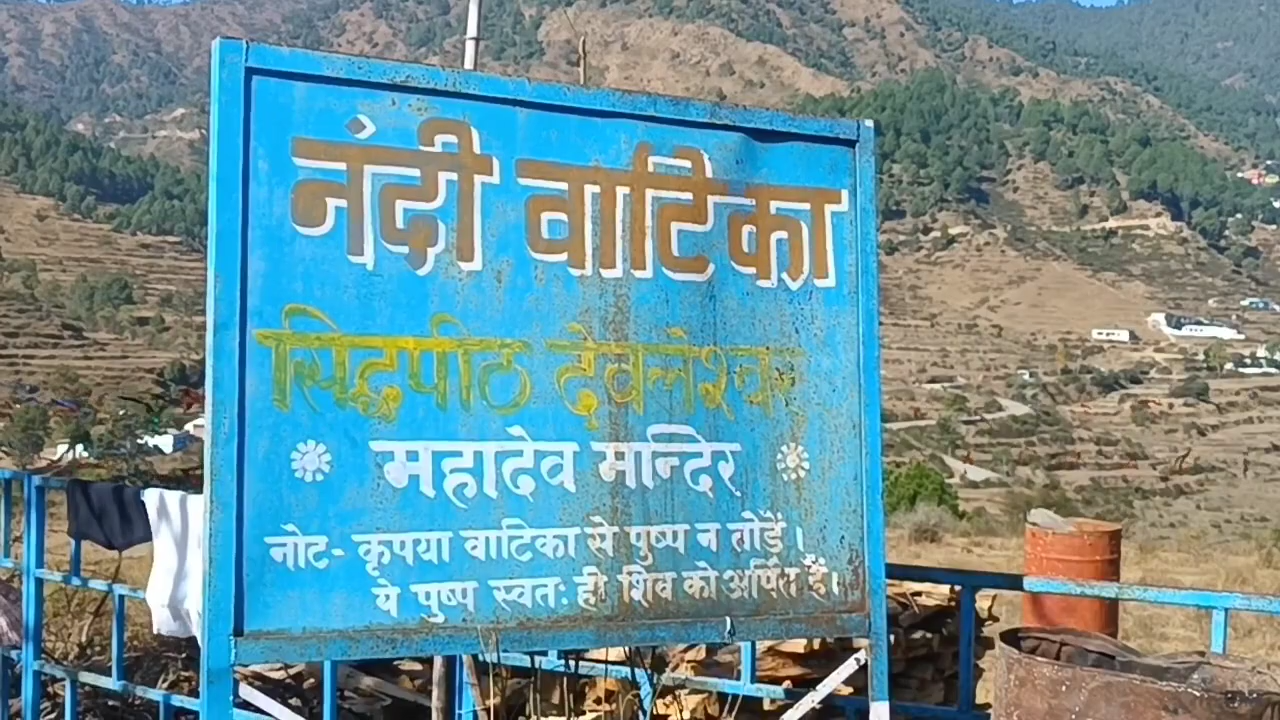 नंदी वाटिका
सिद्धपीठ देवलेश्वर
महादेव मन्दिर
नोट- कृपया वाटिका से पुष्प न तोड़ें।
ये पुष्प स्वतः ही शिव को अर्पित हैं।